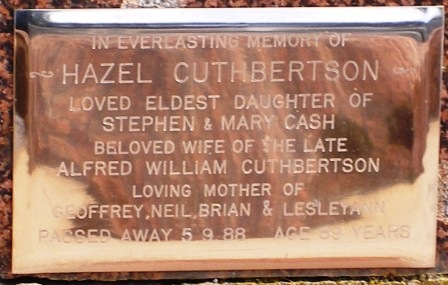 IN EVERLASTING MEMORY OF
~ HAZEL CUTHBERTSON ~
LOVED ELDEST DAUGHTER OF
STEPHEN & MARY CASH
BELOVED WIFE OF THE LATE
ALFRED WILLIAM CUTHBERTSON
LOVING MOTHER OF
GEOFFREY, NEIL, BRIAN & LESLEYANN
PASSED AWAY 5.9.88 AGE YEARS